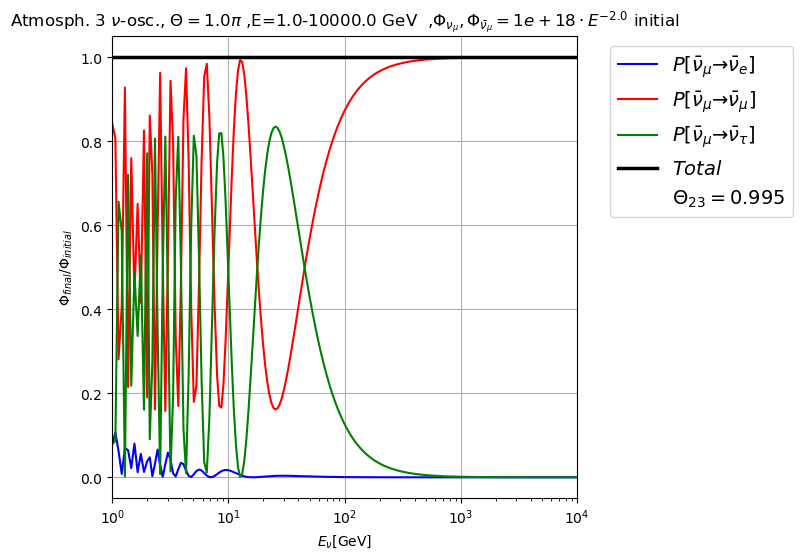 Atmosph. 3 ν-osc., Θ = 1.0π ,E=1.0-10000.0 GeV ,Φ_{ν_μ}, Φ_{ν̄_μ} = 1e + 18 · E^{−2.0} initial
P[ν̄_μ→ν̄_e]
P[ν̄_μ→ν̄_μ]
P[ν̄_μ→ν̄_τ]
Total
Θ_{23} = 0.995
1.0
0.8
0.6
0.4
0.2
0.0
Φ_{final}/Φ_{initial}
10^0 10^1 10^2 10^3 10^4
E_ν[GeV]